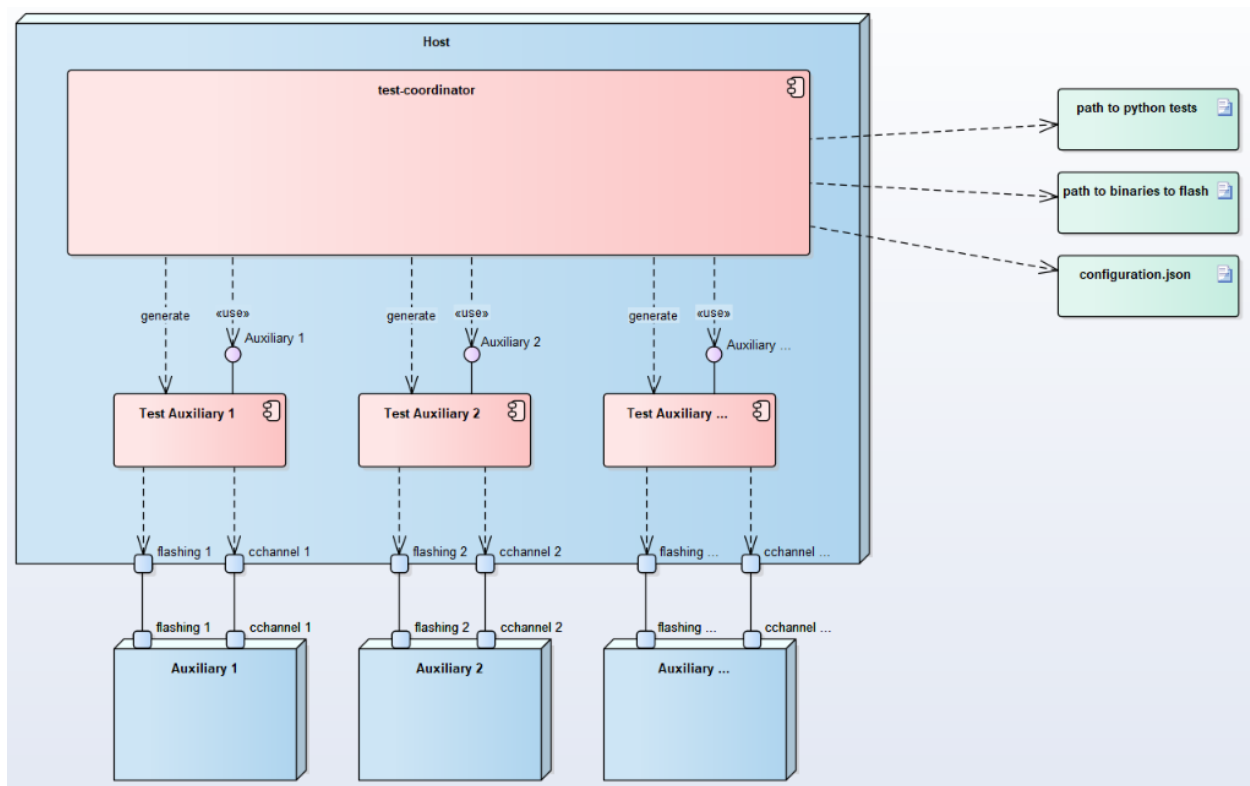 Host
test-coordinator
path to python tests
path to binaries to flash
configuration.json
generate
«use»
generate
«use»
generate
«use»
Auxiliary 1
Auxiliary 2
Auxiliary ...
Test Auxiliary 1
Test Auxiliary 2
Test Auxiliary ...
flashing 1
cchannel 1
flashing 2
cchannel 2
flashing ...
cchannel ...
flashing 1
cchannel 1
flashing 2
cchannel 2
flashing ...
cchannel ...
Auxiliary 1
Auxiliary 2
Auxiliary ...